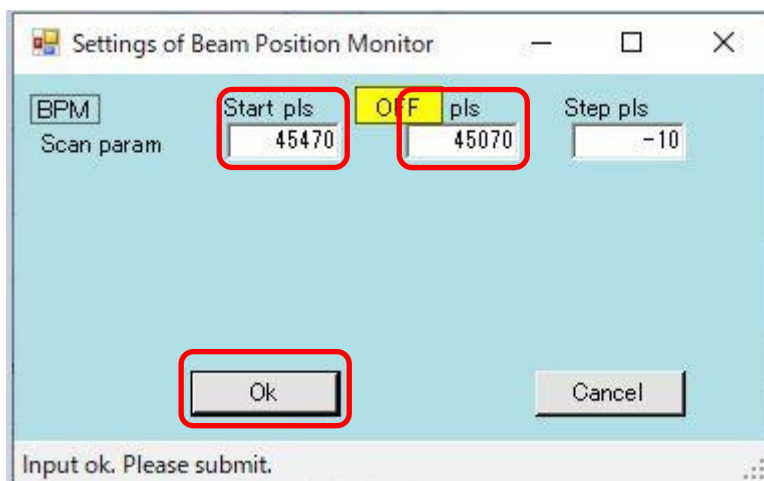 Settings of Beam Position Monitor
BPM Start pls OFF pls Step pls
Scan param 45470 45070 -10
Ok Cancel
Input ok. Please submit.